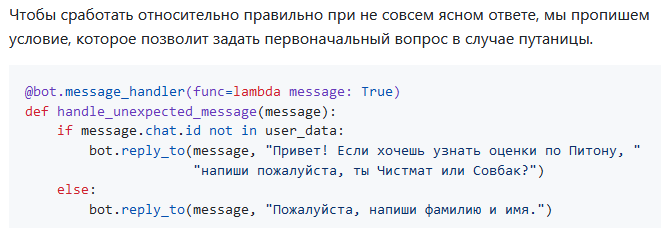 Чтобы сработать относительно правильно при не совсем ясном ответе, мы пропишем
условие, которое позволит задать первоначальный вопрос в случае путаницы.
@bot.message_handler(func=lambda message: True)
def handle_unexpected_message(message):
    if message.chat.id not in user_data:
        bot.reply_to(message, "Привет! Если хочешь узнать оценки по Питону, "
                     "напиши пожалуйста, ты Чистмат или Совбак?")
    else:
        bot.reply_to(message, "Пожалуйста, напиши фамилию и имя.")